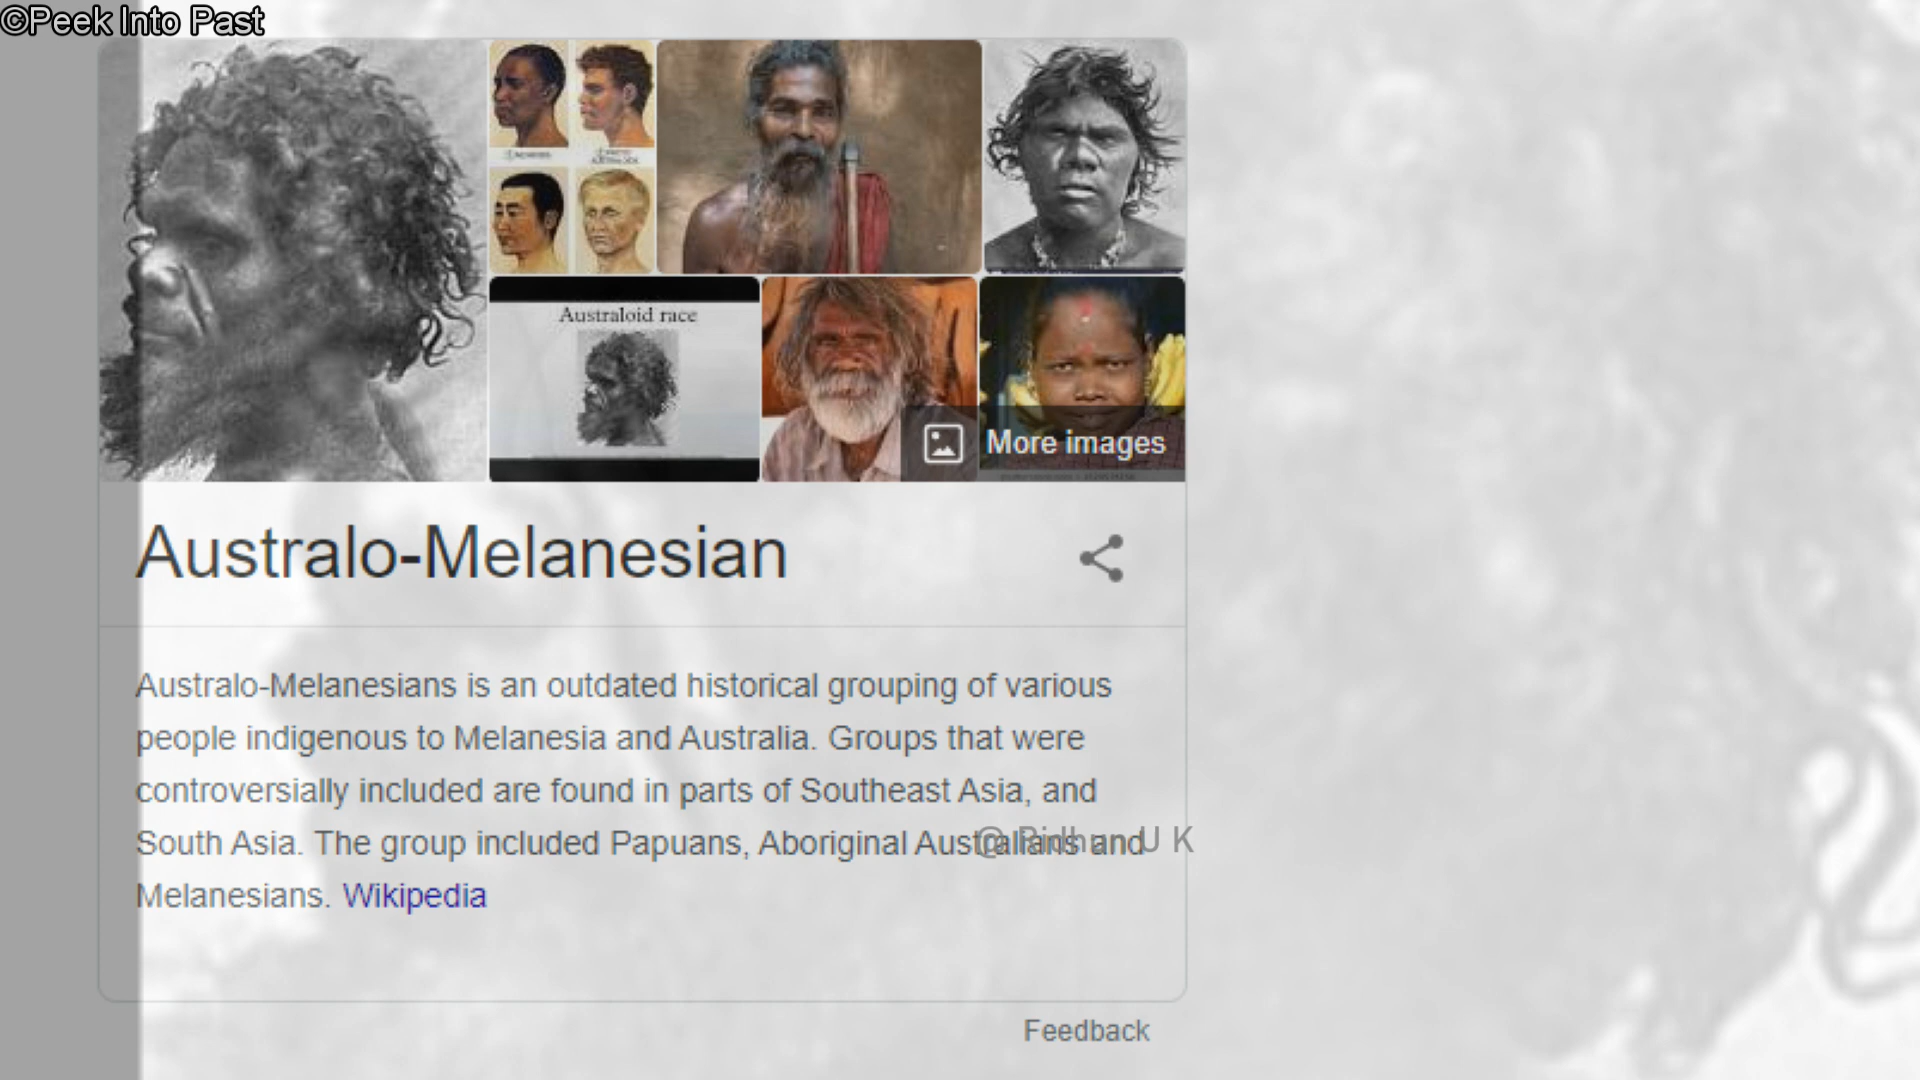 ©Peek Into Past
Australoid race
More images
Australo-Melanesian
Australo-Melanesians is an outdated historical grouping of various
people indigenous to Melanesia and Australia. Groups that were
controversially included are found in parts of Southeast Asia, and
South Asia. The group included Papuans, Aboriginal Australians and
@ Ridhun U K
Melanesians. Wikipedia
Feedback